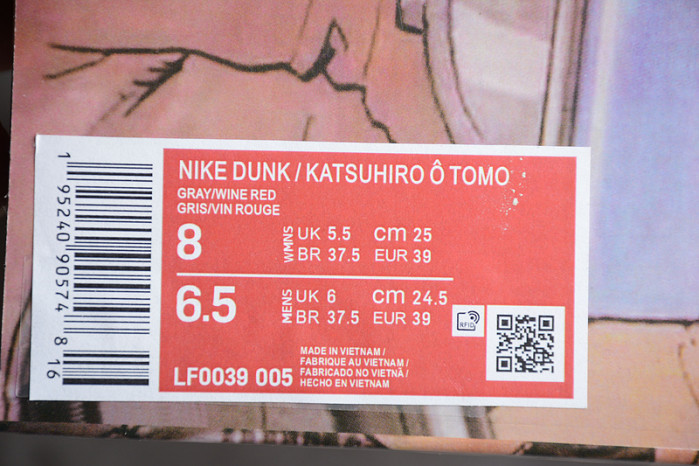 NIKE DUNK / KATSUHIRO Ô TOMO
GRAY/WINE RED
GRIS/VIN ROUGE
8 WMNS UK 5.5 cm 25
BR 37.5 EUR 39
6.5 MENS UK 6 cm 24.5
BR 37.5 EUR 39
RFID
MADE IN VIETNAM /
FABRIQUE AU VIETNAM /
FABRICADO NO VIETNÃ /
HECHO EN VIETNAM
LF0039 005
1 95240 90574 8 16